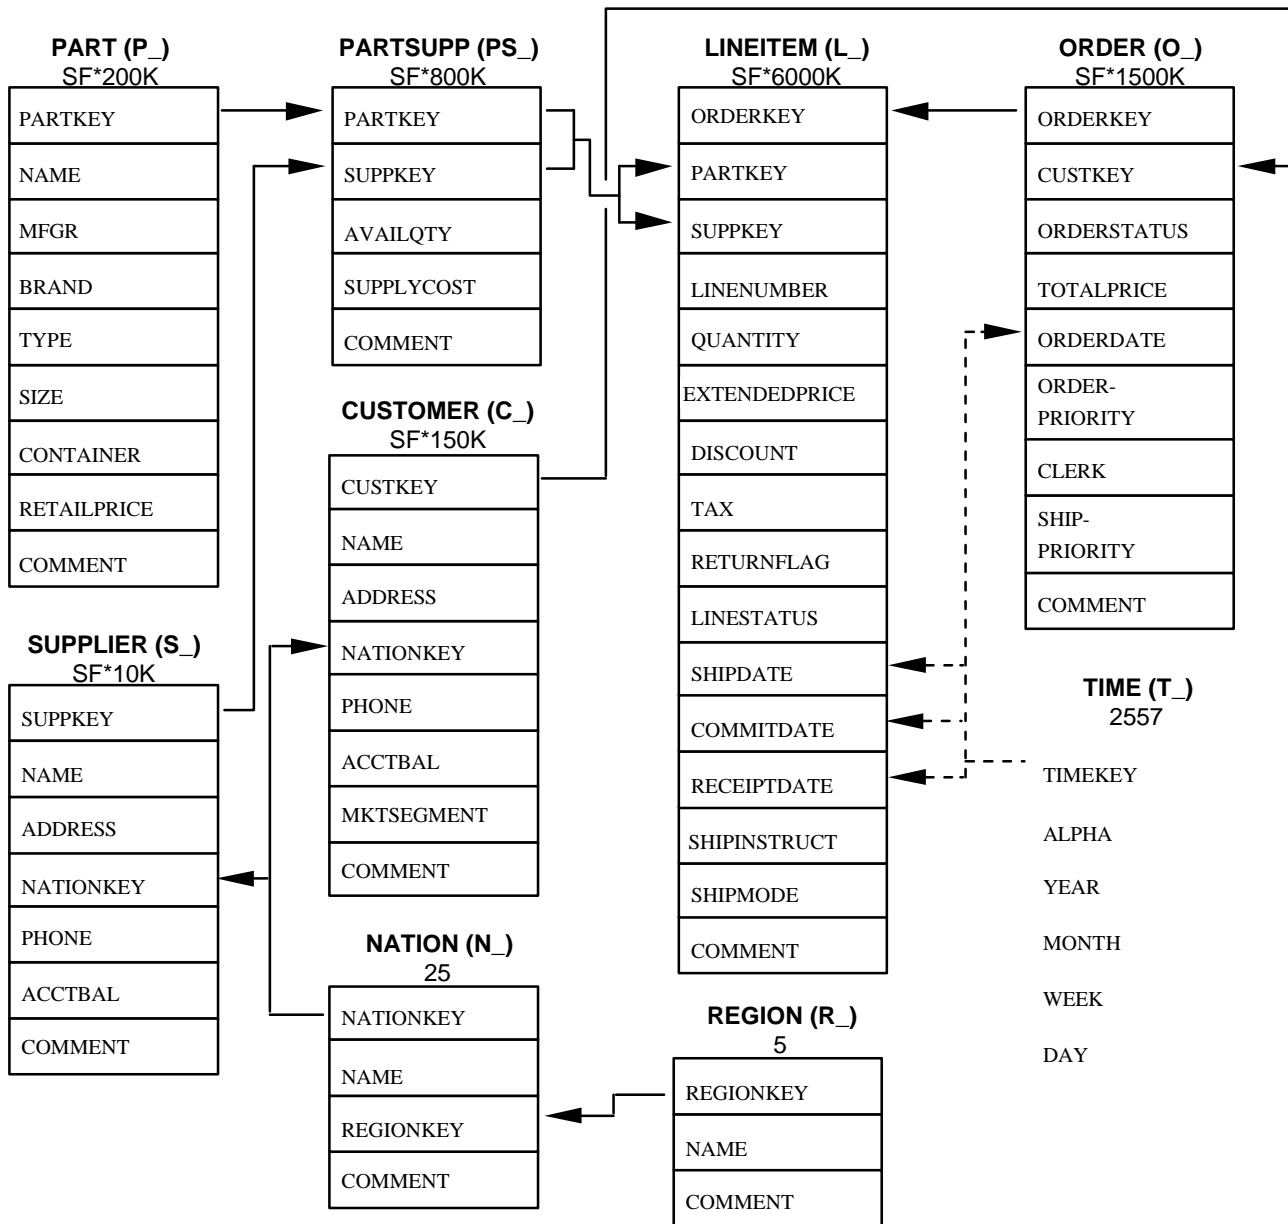 PART (P_)
SF*200K
PARTKEY
NAME
MFGR
BRAND
TYPE
SIZE
CONTAINER
RETAILPRICE
COMMENT
SUPPLIER (S_)
SF*10K
SUPPKEY
NAME
ADDRESS
NATIONKEY
PHONE
ACCTBAL
COMMENT
PARTSUPP (PS_)
SF*800K
PARTKEY
SUPPKEY
AVAILQTY
SUPPLYCOST
COMMENT
CUSTOMER (C_)
SF*150K
CUSTKEY
NAME
ADDRESS
NATIONKEY
PHONE
ACCTBAL
MKTSEGMENT
COMMENT
NATION (N_)
25
NATIONKEY
NAME
REGIONKEY
COMMENT
LINEITEM (L_)
SF*6000K
ORDERKEY
PARTKEY
SUPPKEY
LINENUMBER
QUANTITY
EXTENDEDPRICE
DISCOUNT
TAX
RETURNFLAG
LINESTATUS
SHIPDATE
COMMITDATE
RECEIPTDATE
SHIPINSTRUCT
SHIPMODE
COMMENT
REGION (R_)
5
REGIONKEY
NAME
COMMENT
ORDER (O_)
SF*1500K
ORDERKEY
CUSTKEY
ORDERSTATUS
TOTALPRICE
ORDERDATE
ORDER-
PRIORITY
CLERK
SHIP-
PRIORITY
COMMENT
TIME (T_)
2557
TIMEKEY
ALPHA
YEAR
MONTH
WEEK
DAY